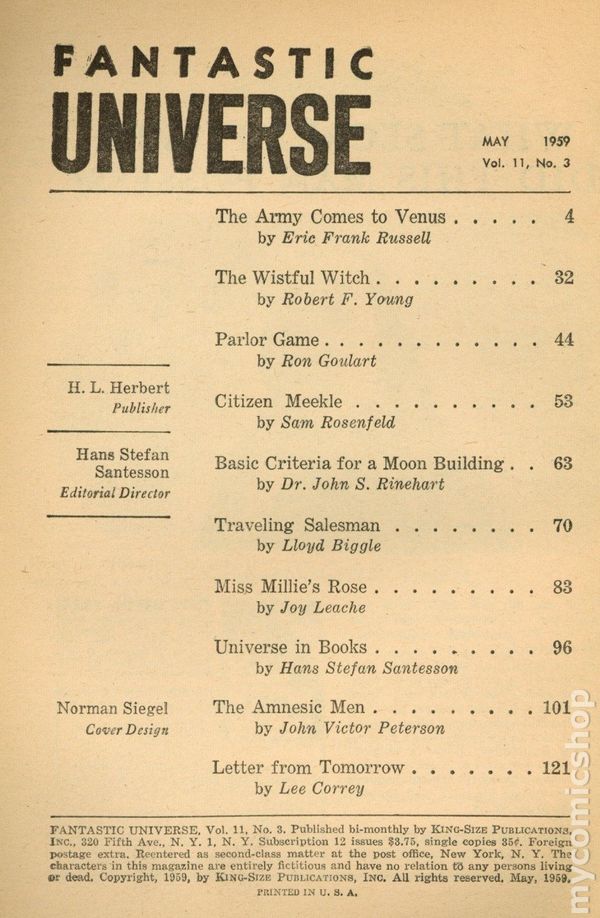 FANTASTIC
UNIVERSE
MAY 1959
Vol. 11, No. 3
The Army Comes to Venus . . . . . 4
by Eric Frank Russell
The Wistful Witch . . . . . . . . . 32
by Robert F. Young
Parlor Game . . . . . . . . . . . . 44
by Ron Goulart
H. L. Herbert
Publisher
Citizen Meekle . . . . . . . . . . 53
by Sam Rosenfeld
Hans Stefan
Santesson
Editorial Director
Basic Criteria for a Moon Building . . 63
by Dr. John S. Rinehart
Traveling Salesman . . . . . . . . 70
by Lloyd Biggle
Miss Millie's Rose . . . . . . . . . 83
by Joy Leache
Universe in Books . . . . . . . . . 96
by Hans Stefan Santesson
Norman Siegel
Cover Design
The Amnesic Men . . . . . . . . . 101
by John Victor Peterson
Letter from Tomorrow . . . . . . . 121
by Lee Correy
FANTASTIC UNIVERSE, Vol. 11, No. 3. Published bi-monthly by KING-SIZE PUBLICATIONS,
INC., 320 Fifth Ave., N. Y. 1, N. Y. Subscription 12 issues $3.75, single copies 35¢. Foreign
postage extra. Reentered as second-class matter at the post office, New York, N. Y. The
characters in this magazine are entirely fictitious and have no relation to any persons living
or dead. Copyright, 1959, by KING-SIZE PUBLICATIONS, INC. All rights reserved. May, 1959.
PRINTED IN U. S. A.
mycomicshop